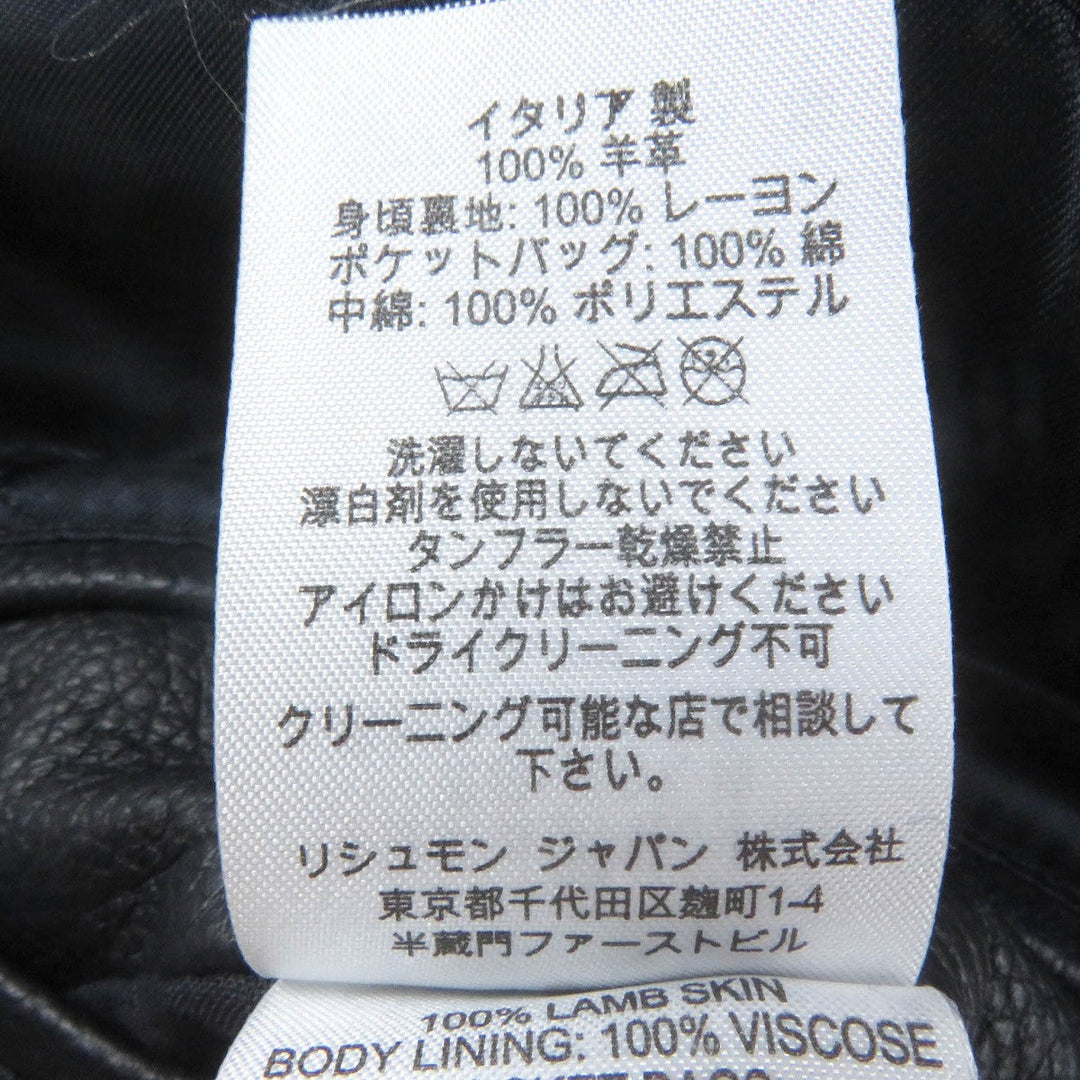 イタリア 製
100% 羊革
身頃裏地: 100% レーヨン
ポケットバッグ: 100% 綿
中綿: 100% ポリエステル
洗濯しないてください
漂白剤を使用しないでください
タンフラー乾燥禁止
アイロンかけはお避けください
ドライクリーニング不可
クリーニング可能な店で相談して
下さい。
リシュモン ジャパン 株式会社
東京都千代田区麹町1-4
半蔵門ファーストビル
100% LAMB SKIN
BODY LINING: 100% VISCOSE